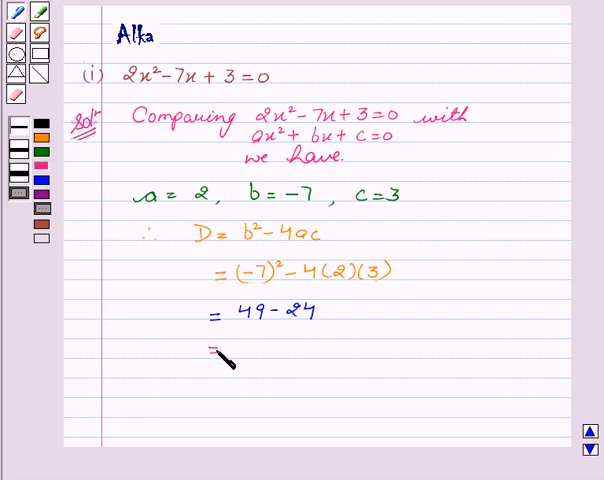 Alka
(i) 2x² - 7x + 3 = 0
Solⁿ Comparing 2x² - 7x + 3 = 0 with
ax² + bx + c = 0
we have.
a = 2, b = -7, c = 3
∴ D = b² - 4ac
= (-7)² - 4(2)(3)
= 49 - 24
=